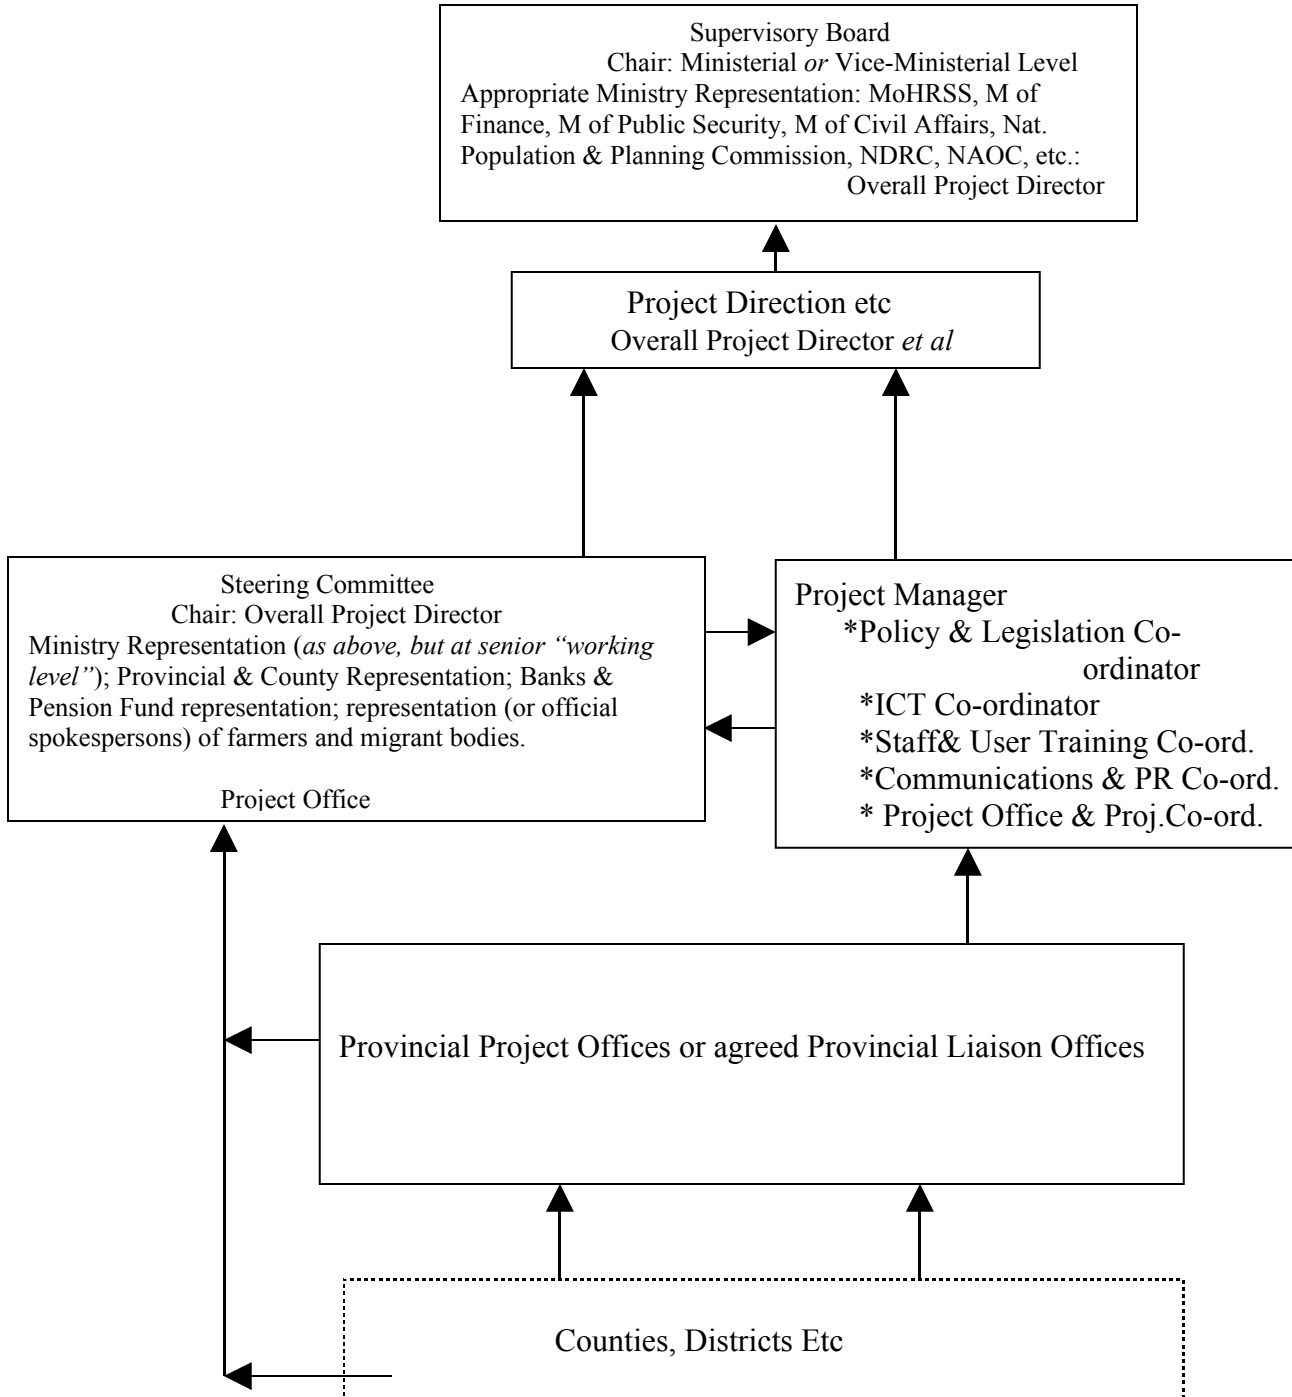 Supervisory Board
Chair: Ministerial or Vice-Ministerial Level
Appropriate Ministry Representation: MoHRSS, M of
Finance, M of Public Security, M of Civil Affairs, Nat.
Population & Planning Commission, NDRC, NAOC, etc.:
Overall Project Director
Project Direction etc
Overall Project Director et al
Steering Committee
Chair: Overall Project Director
Ministry Representation (as above, but at senior “working
level”); Provincial & County Representation; Banks &
Pension Fund representation; representation (or official
spokespersons) of farmers and migrant bodies.
Project Office
Project Manager
*Policy & Legislation Co-
ordinator
*ICT Co-ordinator
*Staff& User Training Co-ord.
*Communications & PR Co-ord.
* Project Office & Proj.Co-ord.
Provincial Project Offices or agreed Provincial Liaison Offices
Counties, Districts Etc